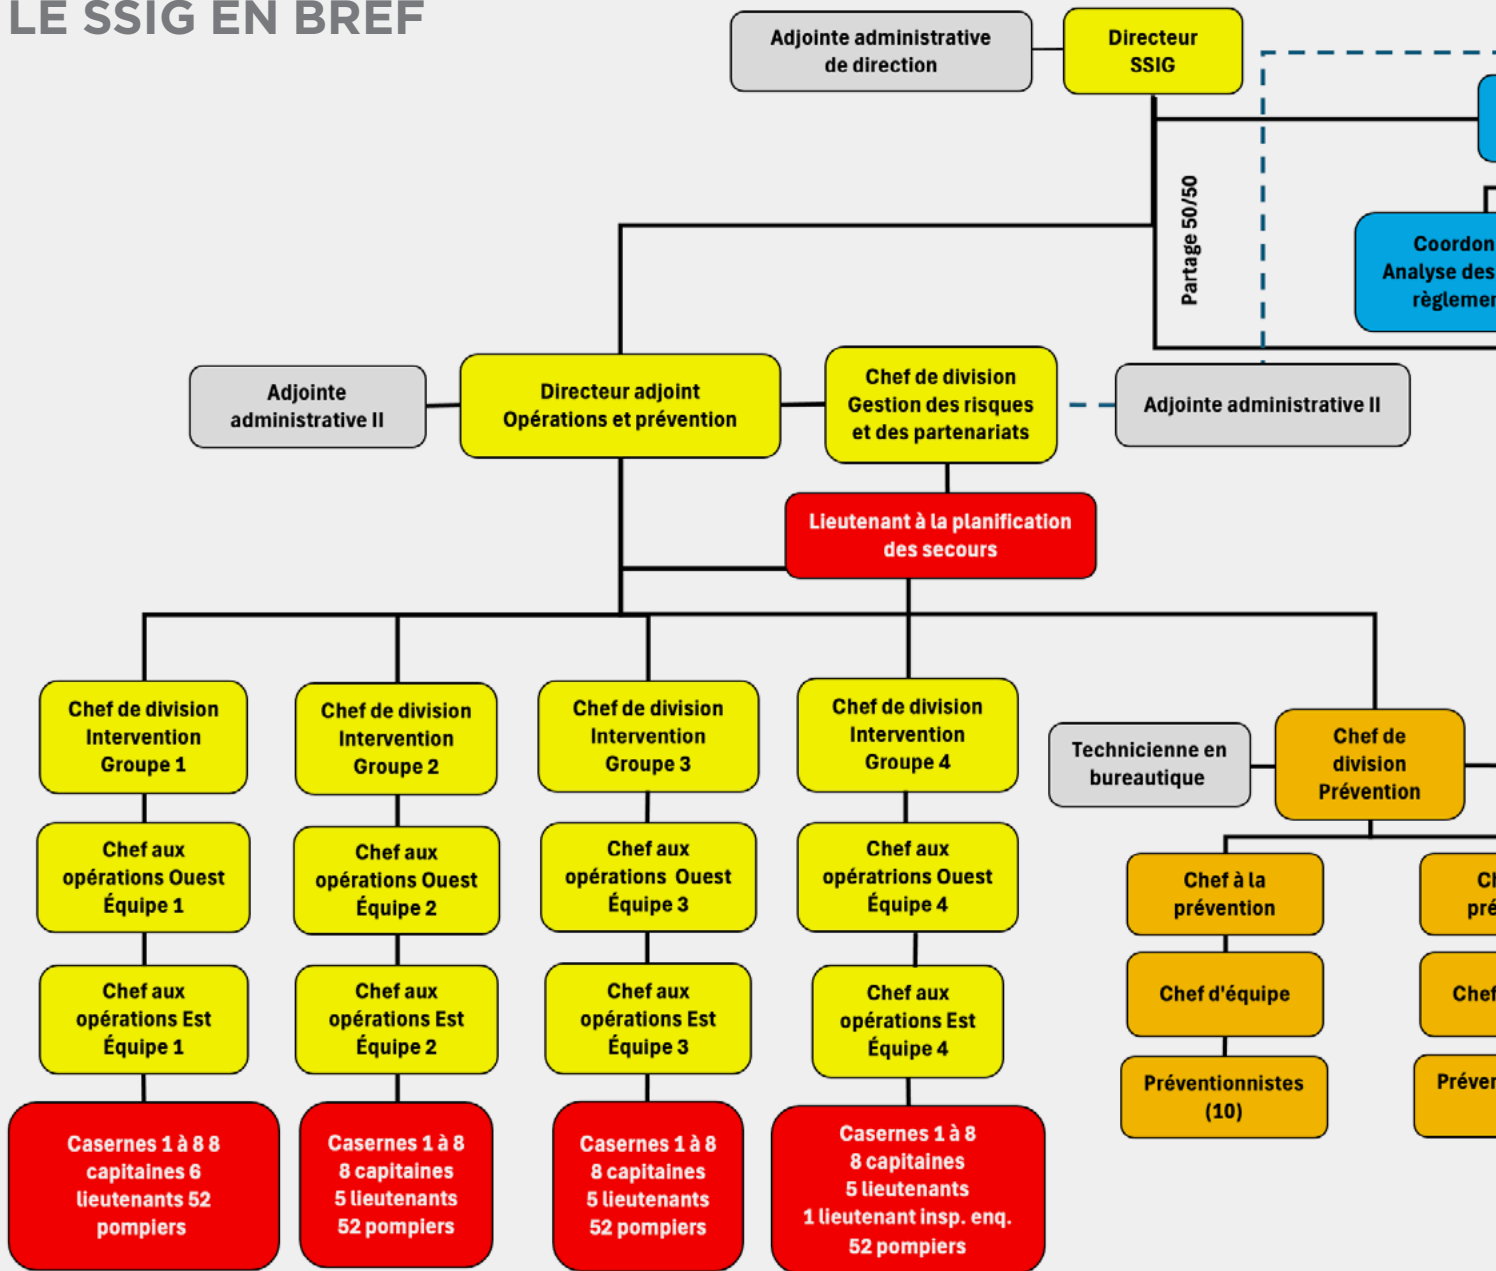 LE SSIG EN BREF
Adjointe administrative
de direction
Directeur
SSIG
Partage 50/50
Analyse des
Adjointe
administrative II
Directeur adjoint
Opérations et prévention
Chef de division
Gestion des risques
et des partenariats
Adjointe administrative II
Lieutenant à la planification
des secours
Chef de division
Intervention
Groupe 1
Chef de division
Intervention
Groupe 2
Chef de division
Intervention
Groupe 3
Chef de division
Intervention
Groupe 4
Technicienne en
bureautique
Chef de
division
Prévention
Chef aux
opérations Ouest
Équipe 1
Chef aux
opérations Ouest
Équipe 2
Chef aux
opérations Ouest
Équipe 3
Chef aux
opératrions Ouest
Équipe 4
Chef à la
prévention
Chef aux
opérations Est
Équipe 1
Chef aux
opérations Est
Équipe 2
Chef aux
opérations Est
Équipe 3
Chef aux
opérations Est
Équipe 4
Chef d'équipe
Chef
Préventionnistes
(10)
Casernes 1 à 8 8
capitaines 6
lieutenants 52
pompiers
Casernes 1 à 8
8 capitaines
5 lieutenants
52 pompiers
Casernes 1 à 8
8 capitaines
5 lieutenants
52 pompiers
Casernes 1 à 8
8 capitaines
5 lieutenants
1 lieutenant insp. enq.
52 pompiers